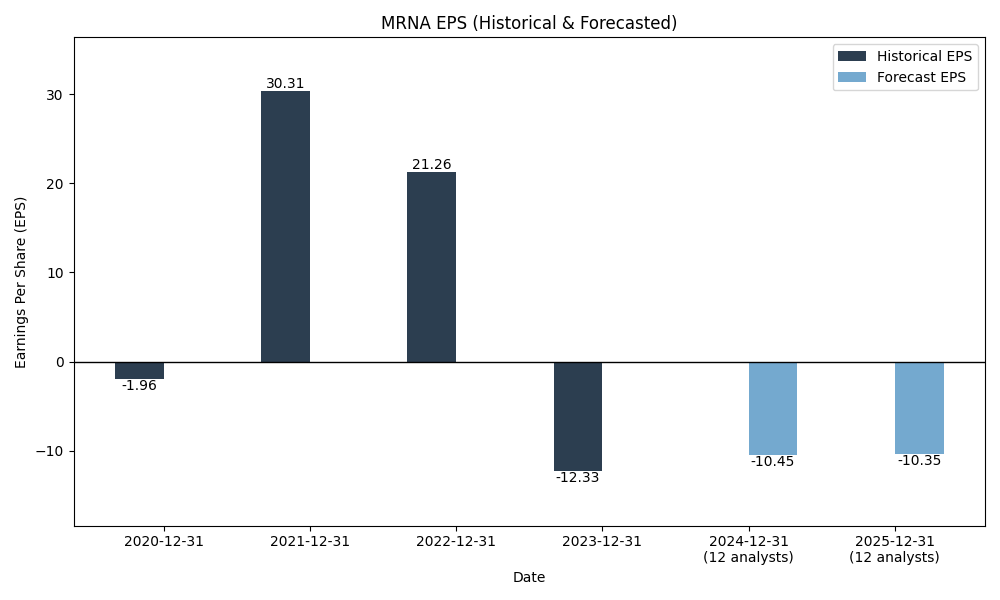 MRNA EPS (Historical & Forecasted)
Historical EPS
Forecast EPS
Earnings Per Share (EPS)
30
20
10
0
−10
-1.96
30.31
21.26
-12.33
-10.45
-10.35
2020-12-31
2021-12-31
2022-12-31
2023-12-31
2024-12-31
(12 analysts)
2025-12-31
(12 analysts)
Date